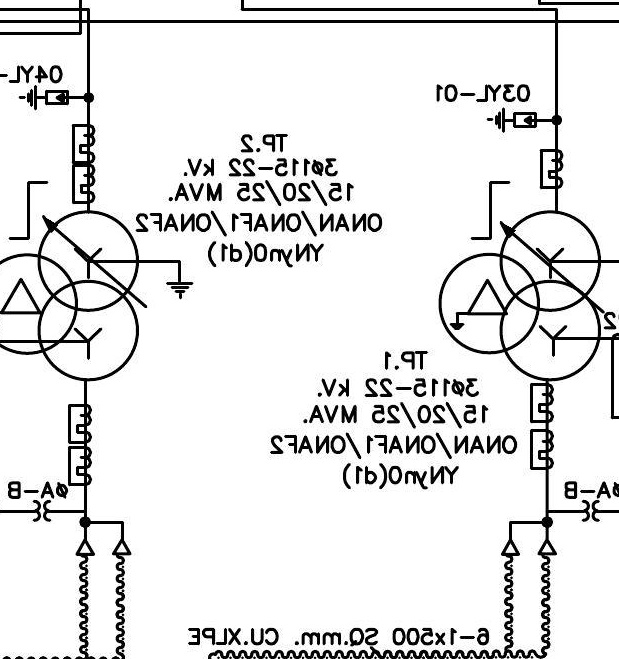 04YL-
03YL-01
TP.2
3ø115-22 kV.
15/20/25 MVA.
ONAN/ONAF1/ONAF2
YNyn0(d1)
TP.1
3ø115-22 kV.
15/20/25 MVA.
ONAN/ONAF1/ONAF2
YNyn0(d1)
øA-B
øA-B
6-1x500 SQ.mm. CU.XLPE